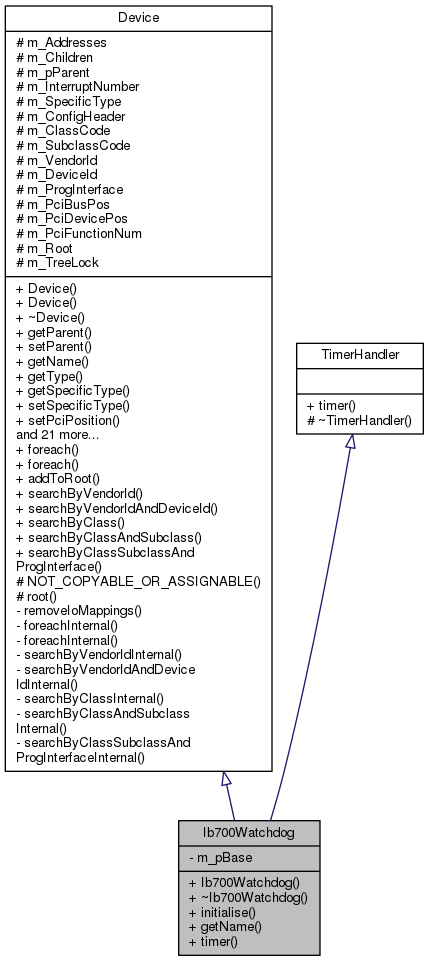 Device
# m_Addresses
# m_Children
# m_pParent
# m_InterruptNumber
# m_SpecificType
# m_ConfigHeader
# m_ClassCode
# m_SubclassCode
# m_VendorId
# m_DeviceId
# m_ProgInterface
# m_PciBusPos
# m_PciDevicePos
# m_PciFunctionNum
# m_Root
# m_TreeLock
+ Device()
+ Device()
+ ~Device()
+ getParent()
+ setParent()
+ getName()
+ getType()
+ getSpecificType()
+ setSpecificType()
+ setPciPosition()
and 21 more...
+ foreach()
+ foreach()
+ addToRoot()
+ searchByVendorId()
+ searchByVendorIdAndDeviceId()
+ searchByClass()
+ searchByClassAndSubclass()
+ searchByClassSubclassAnd
ProgInterface()
# NOT_COPYABLE_OR_ASSIGNABLE()
# root()
- removeIoMappings()
- foreachInternal()
- foreachInternal()
- searchByVendorIdInternal()
- searchByVendorIdAndDevice
IdInternal()
- searchByClassInternal()
- searchByClassAndSubclass
Internal()
- searchByClassSubclassAnd
ProgInterfaceInternal()
TimerHandler
+ timer()
# ~TimerHandler()
Ib700Watchdog
- m_pBase
+ Ib700Watchdog()
+ ~Ib700Watchdog()
+ initialise()
+ getName()
+ timer()